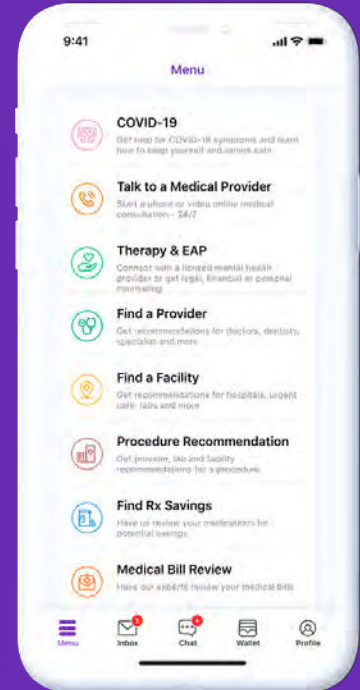 9:41
Menu
COVID-19
Get help for COVID-19 symptoms and learn
how to keep yourself and others safe
Talk to a Medical Provider
Start a phone or video online medical
consultation - 24/7
Therapy & EAP
Connect with a licensed mental health
provider or get legal, financial or personal
counseling
Find a Provider
Get recommendations for doctors, dentists,
specialist and more
Find a Facility
Get recommendations for hospitals, urgent
care, labs and more
Procedure Recommendation
Get provider, lab and facility
recommendations for a procedure
Find Rx Savings
Have us review your medications for
potential savings
Medical Bill Review
Have our experts review your medical bills
Menu
Inbox
Chat
Wallet
Profile